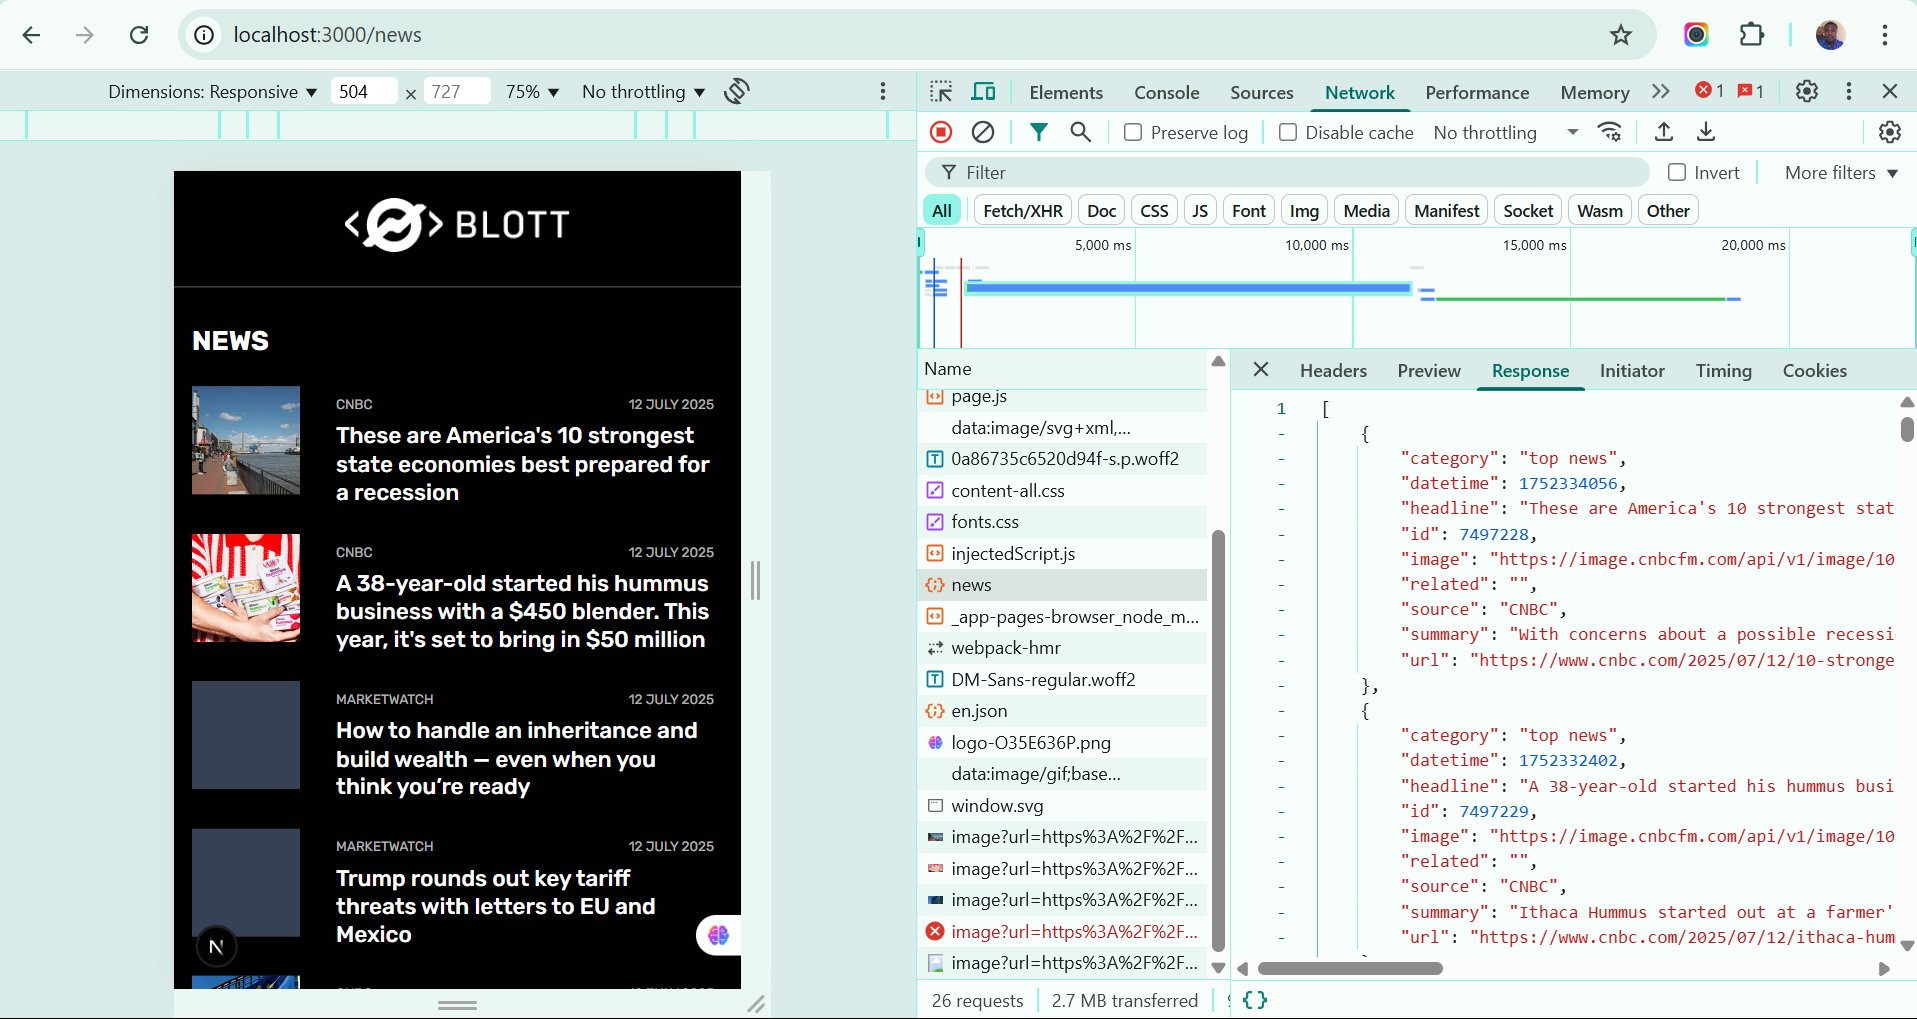 localhost:3000/news
Dimensions: Responsive ▼ 504 × 727 75% ▼ No throttling ▼
Elements Console Sources Network Performance Memory 1 1
Preserve log Disable cache No throttling
Filter Invert More filters
All Fetch/XHR Doc CSS JS Font Img Media Manifest Socket Wasm Other
5,000 ms 10,000 ms 15,000 ms 20,000 ms
BLOTT
NEWS
CNBC 12 JULY 2025
These are America's 10 strongest
state economies best prepared for
a recession
CNBC 12 JULY 2025
A 38-year-old started his hummus
business with a $450 blender. This
year, it's set to bring in $50 million
MARKETWATCH 12 JULY 2025
How to handle an inheritance and
build wealth — even when you
think you’re ready
MARKETWATCH 12 JULY 2025
Trump rounds out key tariff
threats with letters to EU and
Mexico
N
Name
page.js
data:image/svg+xml,...
0a86735c6520d94f-s.p.woff2
content-all.css
fonts.css
injectedScript.js
news
_app-pages-browser_node_m...
webpack-hmr
DM-Sans-regular.woff2
en.json
logo-O35E636P.png
data:image/gif;base...
window.svg
image?url=https%3A%2F%2F...
image?url=https%3A%2F%2F...
image?url=https%3A%2F%2F...
image?url=https%3A%2F%2F...
image?url=https%3A%2F%2F...
26 requests 2.7 MB transferred
Headers Preview Response Initiator Timing Cookies
1 [
- {
- "category": "top news",
- "datetime": 1752334056,
- "headline": "These are America's 10 strongest stat
- "id": 7497228,
- "image": "https://image.cnbcfm.com/api/v1/image/10
- "related": "",
- "source": "CNBC",
- "summary": "With concerns about a possible recessi
- "url": "https://www.cnbc.com/2025/07/12/10-stronge
- },
- {
- "category": "top news",
- "datetime": 1752332402,
- "headline": "A 38-year-old started his hummus busi
- "id": 7497229,
- "image": "https://image.cnbcfm.com/api/v1/image/10
- "related": "",
- "source": "CNBC",
- "summary": "Ithaca Hummus started out at a farmer'
- "url": "https://www.cnbc.com/2025/07/12/ithaca-hum
{}